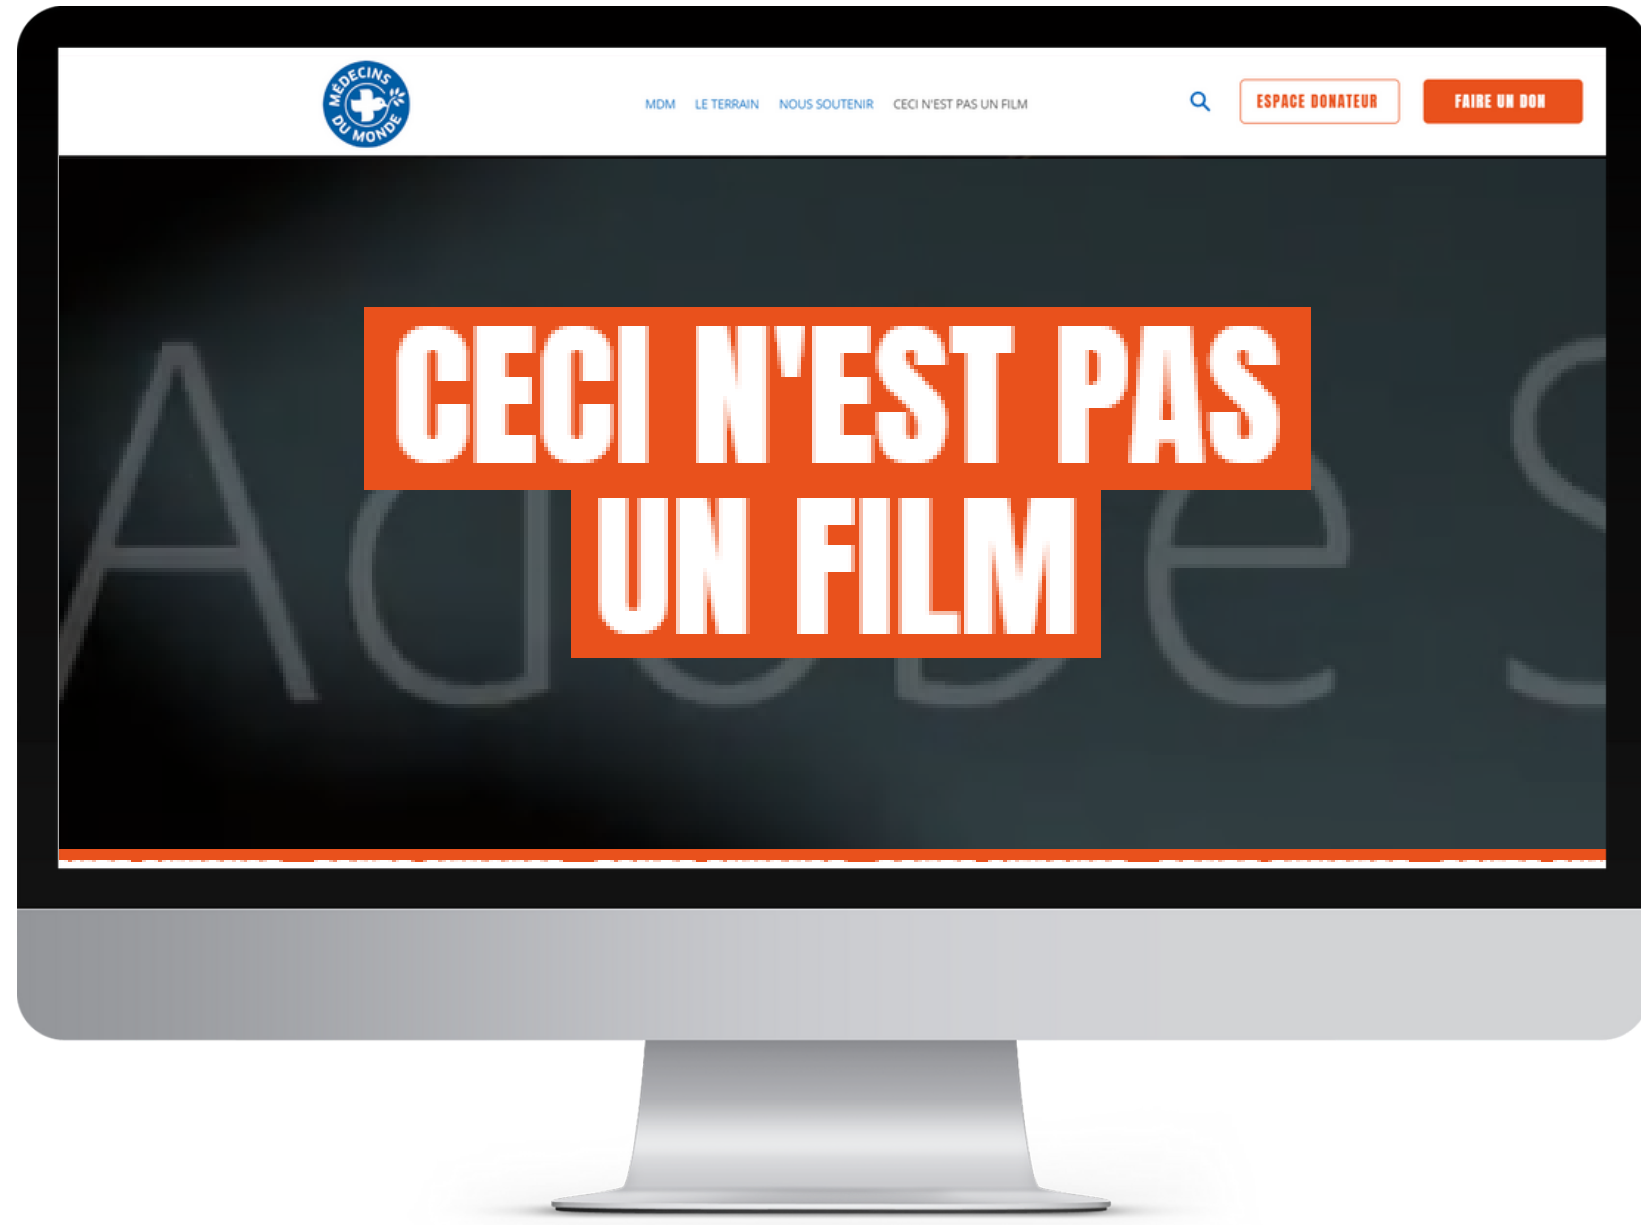 MÉDECINS
DU MONDE
MDM LE TERRAIN NOUS SOUTENIR CECI N'EST PAS UN FILM
ESPACE DONATEUR
FAIRE UN DON
CECI N'EST PAS
UN FILM
Adobe S